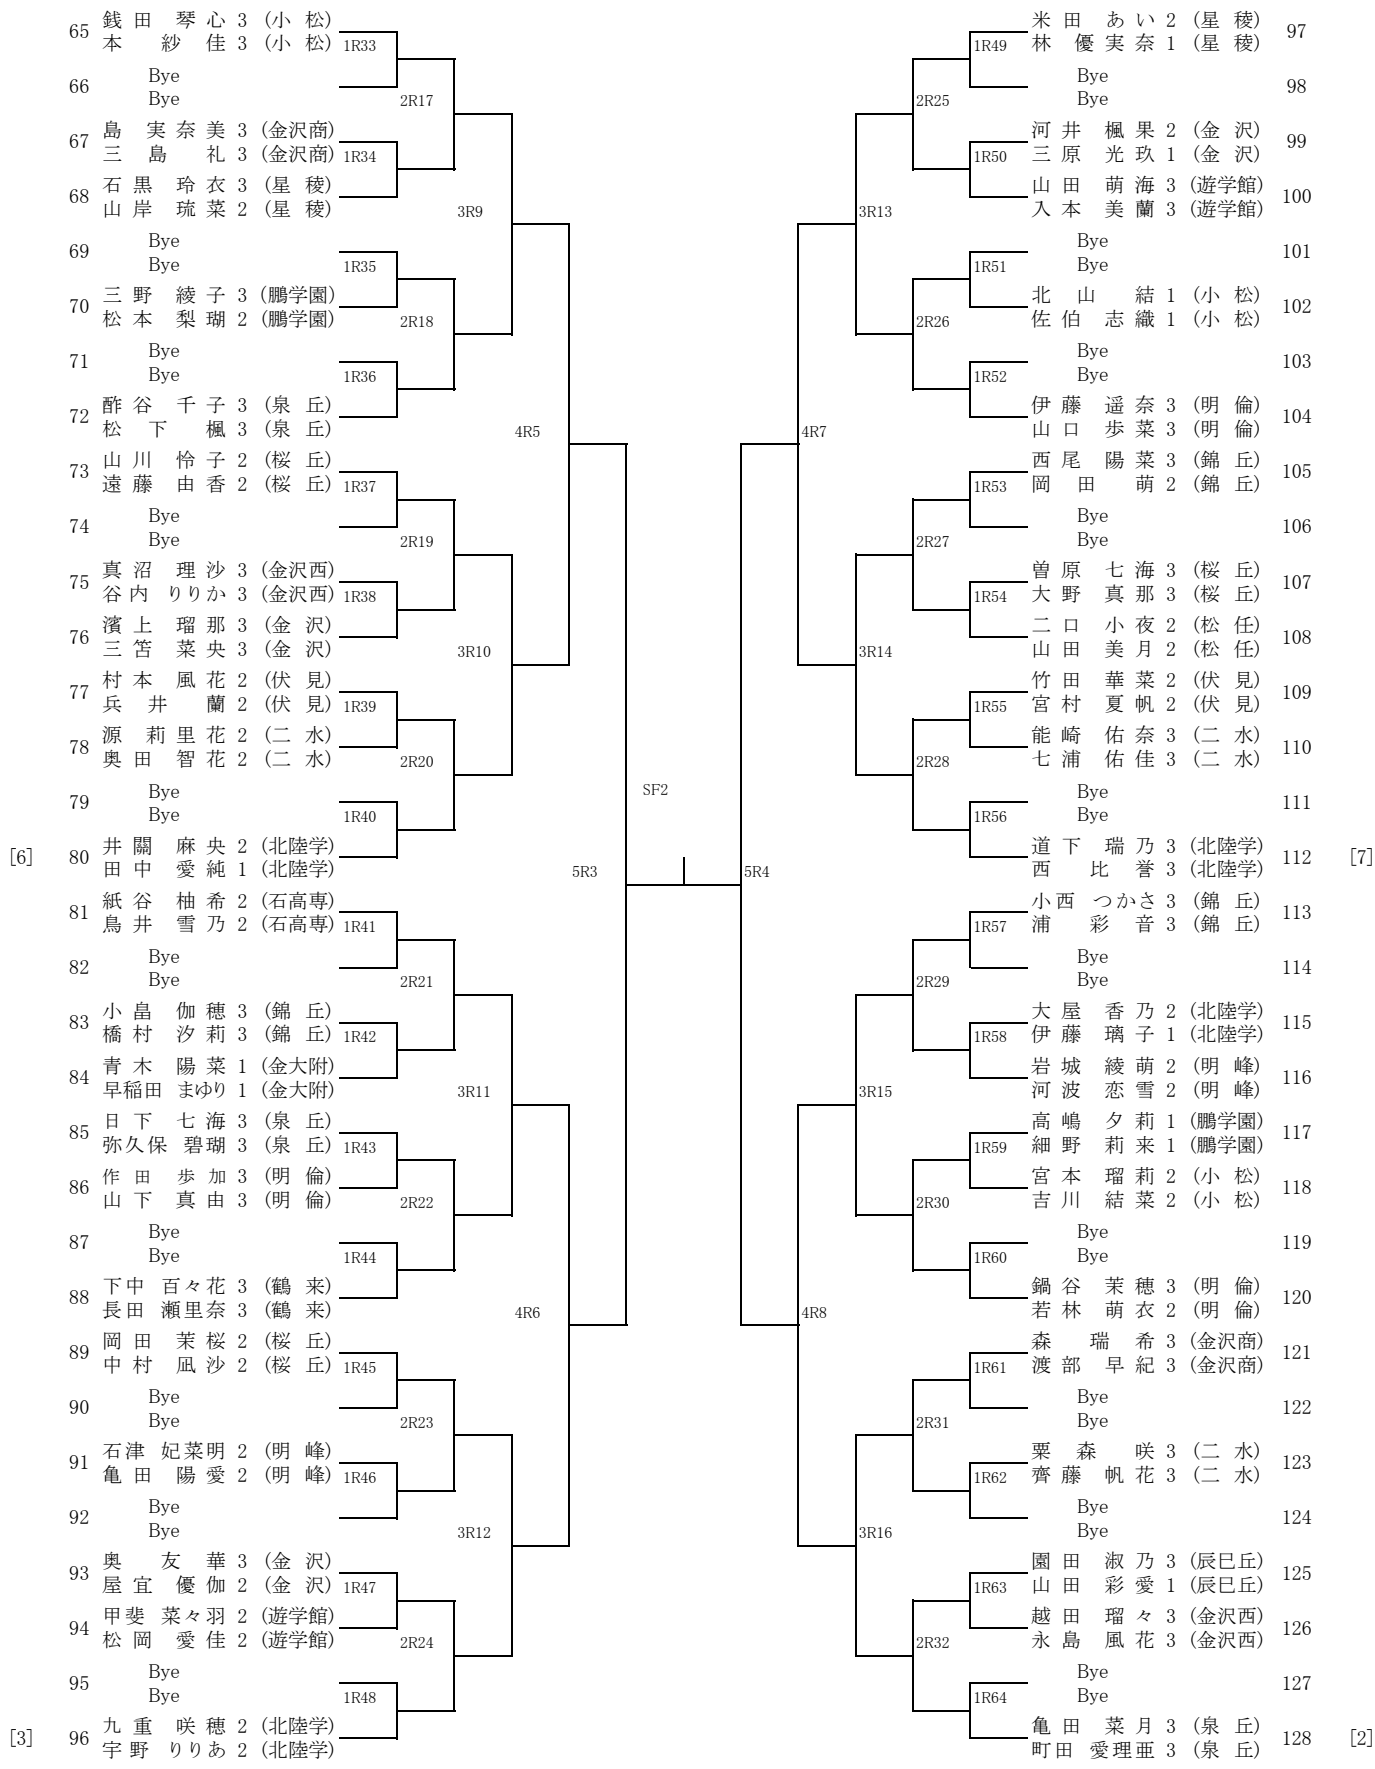 65 銭田 琴心 3 (小松)
本 紗佳 3 (小松)
1R33
66 Bye
Bye
2R17
67 島 実奈美 3 (金沢商)
三島 礼 3 (金沢商)
1R34
68 石黒 玲衣 3 (星稜)
山岸 琉菜 2 (星稜)
3R9
69 Bye
Bye
1R35
70 三野 綾子 3 (鵬学園)
松本 梨瑚 2 (鵬学園)
2R18
71 Bye
Bye
1R36
72 酢谷 千子 3 (泉丘)
松下 楓 3 (泉丘)
4R5
73 山川 怜子 2 (桜丘)
遠藤 由香 2 (桜丘)
1R37
74 Bye
Bye
2R19
75 真沼 理沙 3 (金沢西)
谷内 りりか 3 (金沢西)
1R38
76 濱上 瑠那 3 (金沢)
三笘 菜央 3 (金沢)
3R10
77 村本 風花 2 (伏見)
兵井 蘭 2 (伏見)
1R39
78 源 莉里花 2 (二水)
奥田 智花 2 (二水)
2R20
79 Bye
Bye
1R40
[6] 80 井關 麻央 2 (北陸学)
田中 愛純 1 (北陸学)
5R3
81 紙谷 柚希 2 (石高専)
鳥井 雪乃 2 (石高専)
1R41
82 Bye
Bye
2R21
83 小畠 伽穂 3 (錦丘)
橋村 汐莉 3 (錦丘)
1R42
84 青木 陽菜 1 (金大附)
早稲田 まゆり 1 (金大附)
3R11
85 日下 七海 3 (泉丘)
弥久保 碧瑚 3 (泉丘)
1R43
86 作田 歩加 3 (明倫)
山下 真由 3 (明倫)
2R22
87 Bye
Bye
1R44
88 下中 百々花 3 (鶴来)
長田 瀬里奈 3 (鶴来)
4R6
89 岡田 茉桜 2 (桜丘)
中村 凪沙 2 (桜丘)
1R45
90 Bye
Bye
2R23
91 石津 妃菜明 2 (明峰)
亀田 陽愛 2 (明峰)
1R46
92 Bye
Bye
3R12
93 奥 友華 3 (金沢)
屋宜 優伽 2 (金沢)
1R47
94 甲斐 菜々羽 2 (遊学館)
松岡 愛佳 2 (遊学館)
2R24
95 Bye
Bye
1R48
[3] 96 九重 咲穂 2 (北陸学)
宇野 りりあ 2 (北陸学)
SF2
米田 あい 2 (星稜) 97
林 優実奈 1 (星稜)
1R49
Bye 98
Bye
2R25
河井 楓果 2 (金沢) 99
三原 光玖 1 (金沢)
1R50
山田 萌海 3 (遊学館) 100
入本 美蘭 3 (遊学館)
3R13
Bye 101
Bye
1R51
北山 結 1 (小松) 102
佐伯 志織 1 (小松)
2R26
Bye 103
Bye
1R52
伊藤 遥奈 3 (明倫) 104
山口 歩菜 3 (明倫)
4R7
西尾 陽菜 3 (錦丘) 105
岡田 萌 2 (錦丘)
1R53
Bye 106
Bye
2R27
曽原 七海 3 (桜丘) 107
大野 真那 3 (桜丘)
1R54
二口 小夜 2 (松任) 108
山田 美月 2 (松任)
3R14
竹田 華菜 2 (伏見) 109
宮村 夏帆 2 (伏見)
1R55
能崎 佑奈 3 (二水) 110
七浦 佑佳 3 (二水)
2R28
Bye 111
Bye
1R56
道下 瑞乃 3 (北陸学) 112 [7]
西 比誉 3 (北陸学)
5R4
小西 つかさ 3 (錦丘) 113
浦 彩音 3 (錦丘)
1R57
Bye 114
Bye
2R29
大屋 香乃 2 (北陸学) 115
伊藤 璃子 1 (北陸学)
1R58
岩城 綾萌 2 (明峰) 116
河波 恋雪 2 (明峰)
3R15
高嶋 夕莉 1 (鵬学園) 117
細野 莉来 1 (鵬学園)
1R59
宮本 瑠莉 2 (小松) 118
吉川 結菜 2 (小松)
2R30
Bye 119
Bye
1R60
鍋谷 茉穂 3 (明倫) 120
若林 萌衣 2 (明倫)
4R8
森 瑞希 3 (金沢商) 121
渡部 早紀 3 (金沢商)
1R61
Bye 122
Bye
2R31
栗森 咲 3 (二水) 123
齊藤 帆花 3 (二水)
1R62
Bye 124
Bye
3R16
園田 淑乃 3 (辰巳丘) 125
山田 彩愛 1 (辰巳丘)
1R63
越田 瑠々 3 (金沢西) 126
永島 風花 3 (金沢西)
2R32
Bye 127
Bye
1R64
亀田 菜月 3 (泉丘) 128 [2]
町田 愛理亜 3 (泉丘)